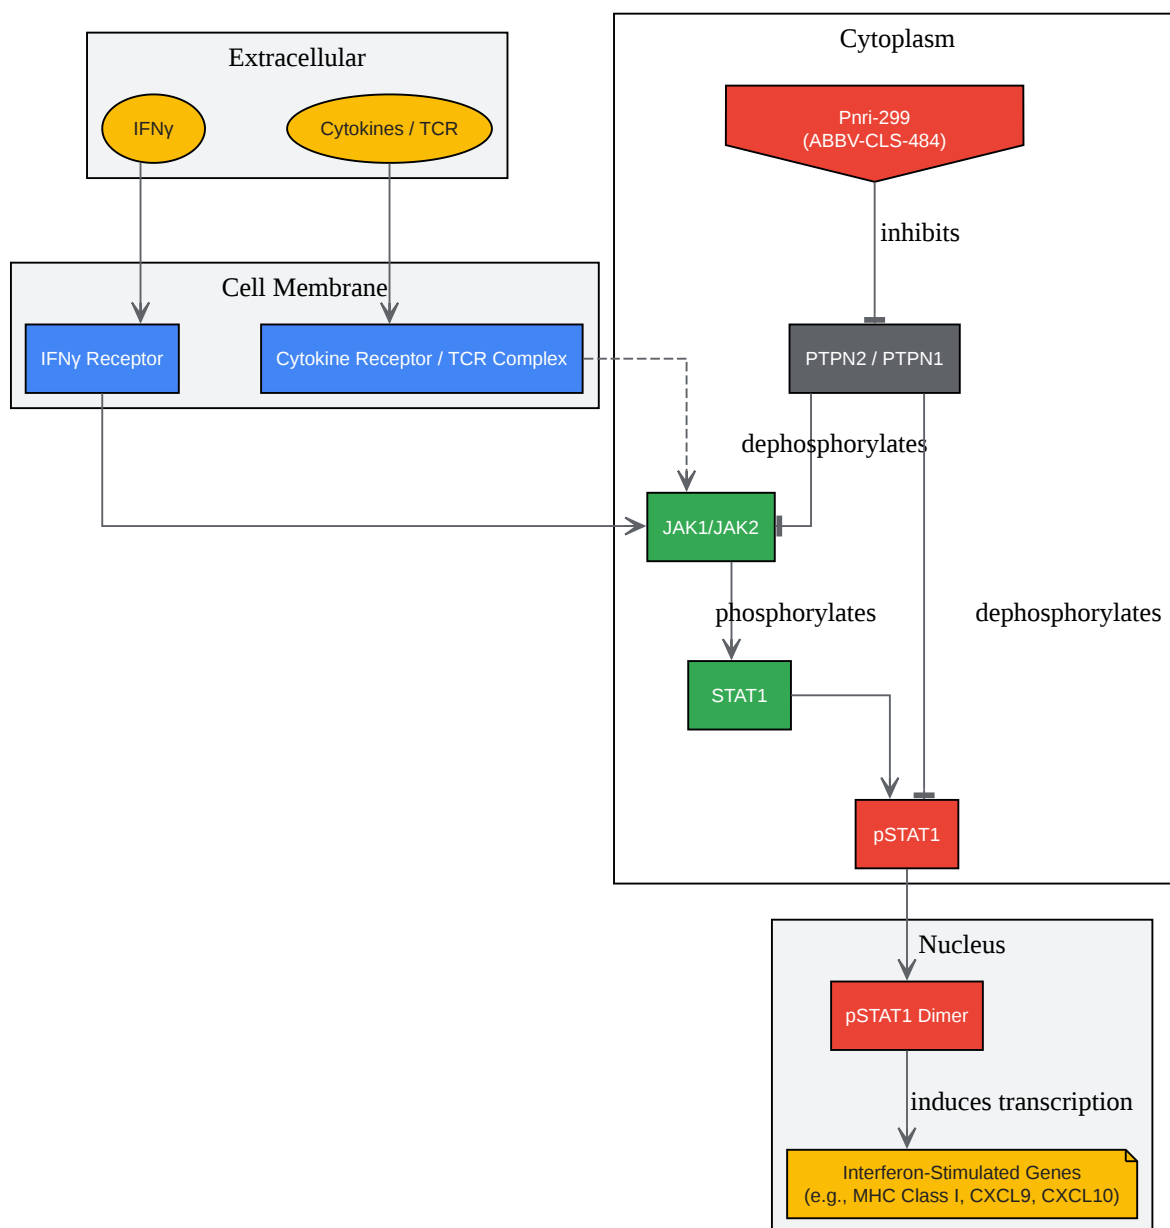 Extracellular
IFNγ
Cytokines / TCR
Cell Membrane
IFNγ Receptor
Cytokine Receptor / TCR Complex
Cytoplasm
Pnri-299
(ABBV-CLS-484)
inhibits
PTPN2 / PTPN1
dephosphorylates
JAK1/JAK2
phosphorylates
dephosphorylates
STAT1
pSTAT1
Nucleus
pSTAT1 Dimer
induces transcription
Interferon-Stimulated Genes
(e.g., MHC Class I, CXCL9, CXCL10)